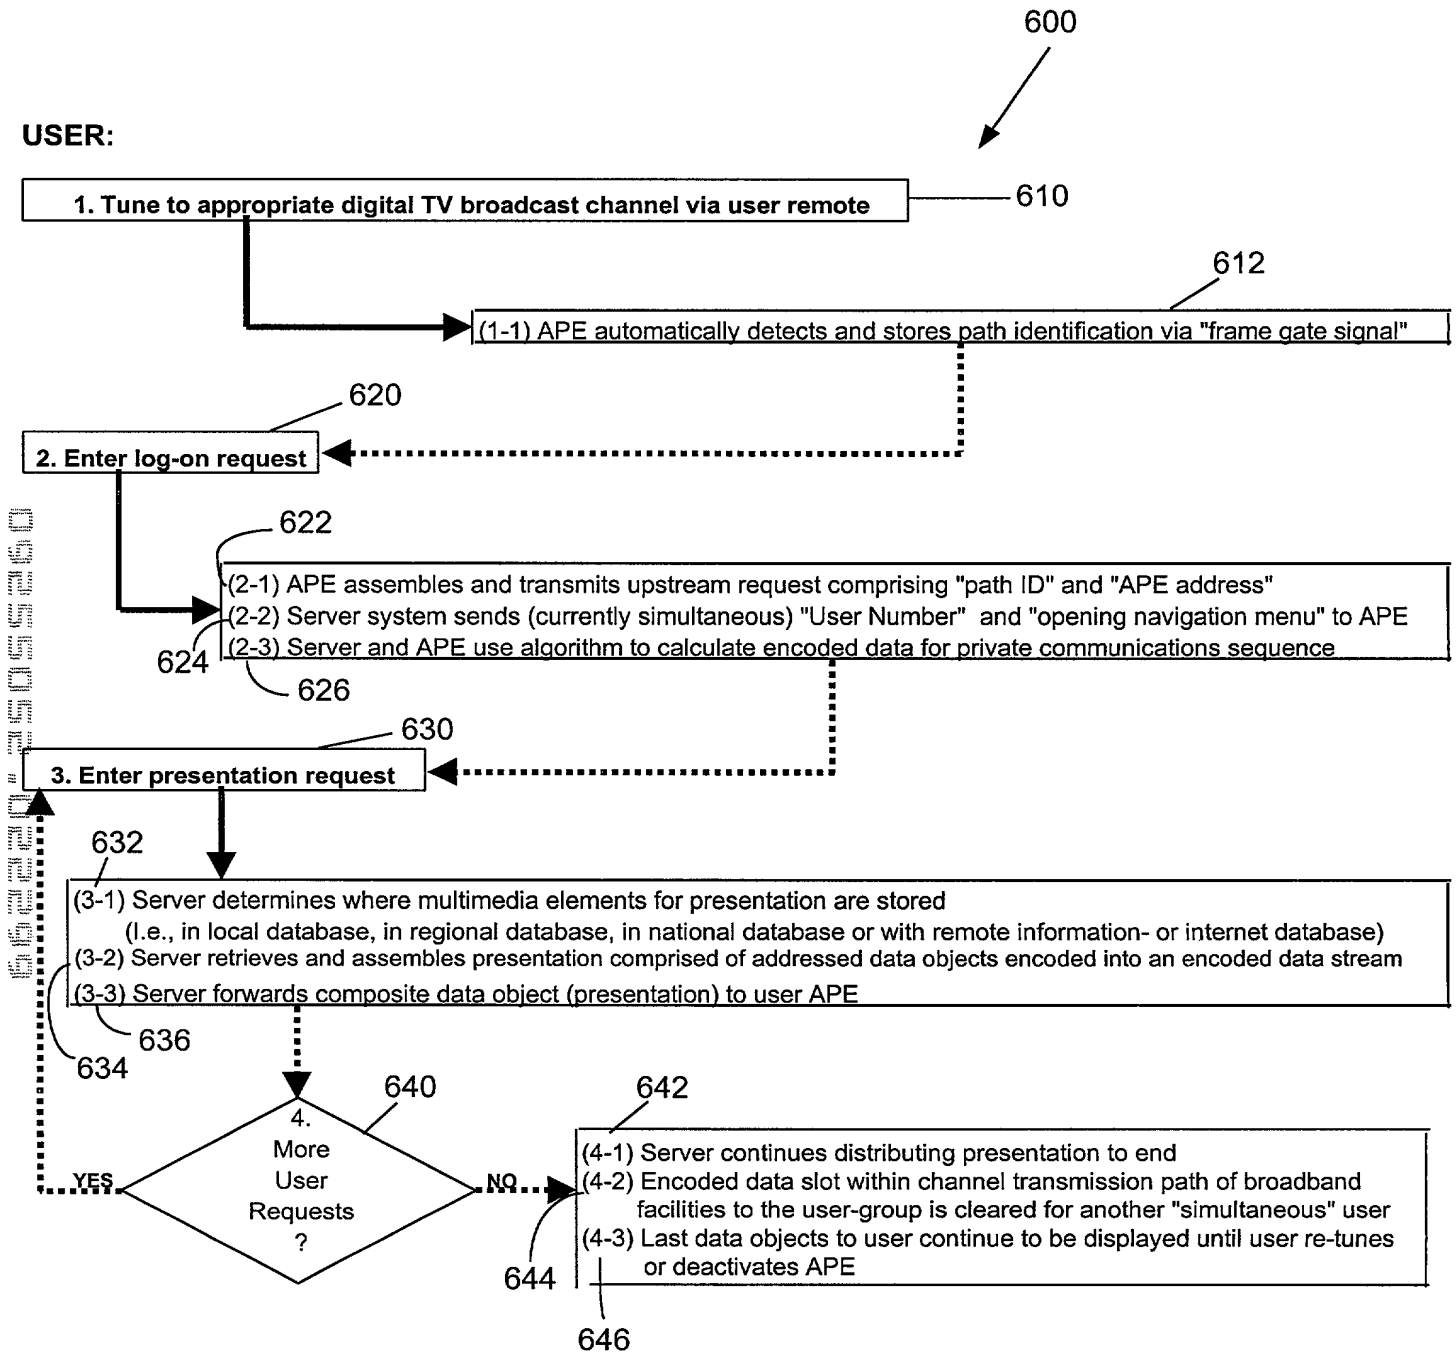 600
USER:
1. Tune to appropriate digital TV broadcast channel via user remote
610
612
(1-1) APE automatically detects and stores path identification via "frame gate signal"
620
2. Enter log-on request
622
(2-1) APE assembles and transmits upstream request comprising "path ID" and "APE address"
(2-2) Server system sends (currently simultaneous) "User Number" and "opening navigation menu" to APE
624
(2-3) Server and APE use algorithm to calculate encoded data for private communications sequence
626
630
3. Enter presentation request
632
(3-1) Server determines where multimedia elements for presentation are stored
(I.e., in local database, in regional database, in national database or with remote information- or internet database)
(3-2) Server retrieves and assembles presentation comprised of addressed data objects encoded into an encoded data stream
(3-3) Server forwards composite data object (presentation) to user APE
636
634
640
4.
More
User
Requests
?
YES
NO
642
(4-1) Server continues distributing presentation to end
(4-2) Encoded data slot within channel transmission path of broadband
facilities to the user-group is cleared for another "simultaneous" user
(4-3) Last data objects to user continue to be displayed until user re-tunes
or deactivates APE
644
646